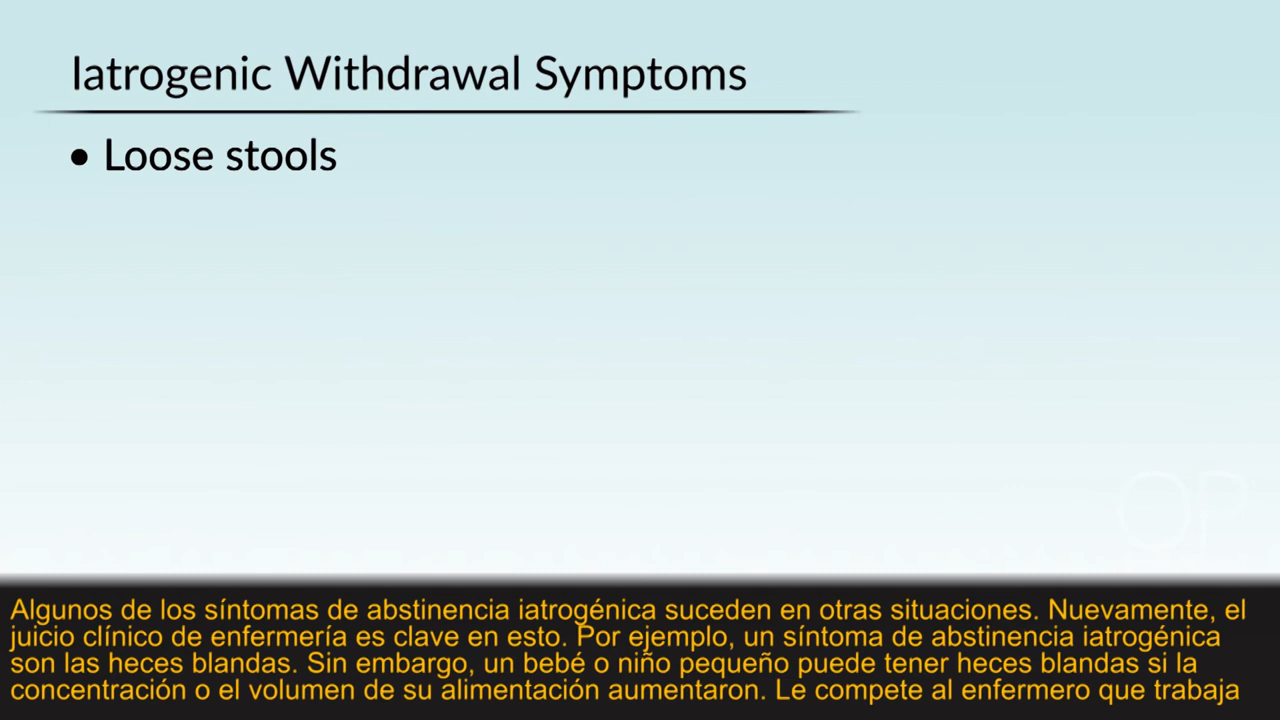 Iatrogenic Withdrawal Symptoms
• Loose stools
OP
Algunos de los síntomas de abstinencia iatrogénica suceden en otras situaciones. Nuevamente, el
juicio clínico de enfermería es clave en esto. Por ejemplo, un síntoma de abstinencia iatrogénica
son las heces blandas. Sin embargo, un bebé o niño pequeño puede tener heces blandas si la
concentración o el volumen de su alimentación aumentaron. Le compete al enfermero que trabaja